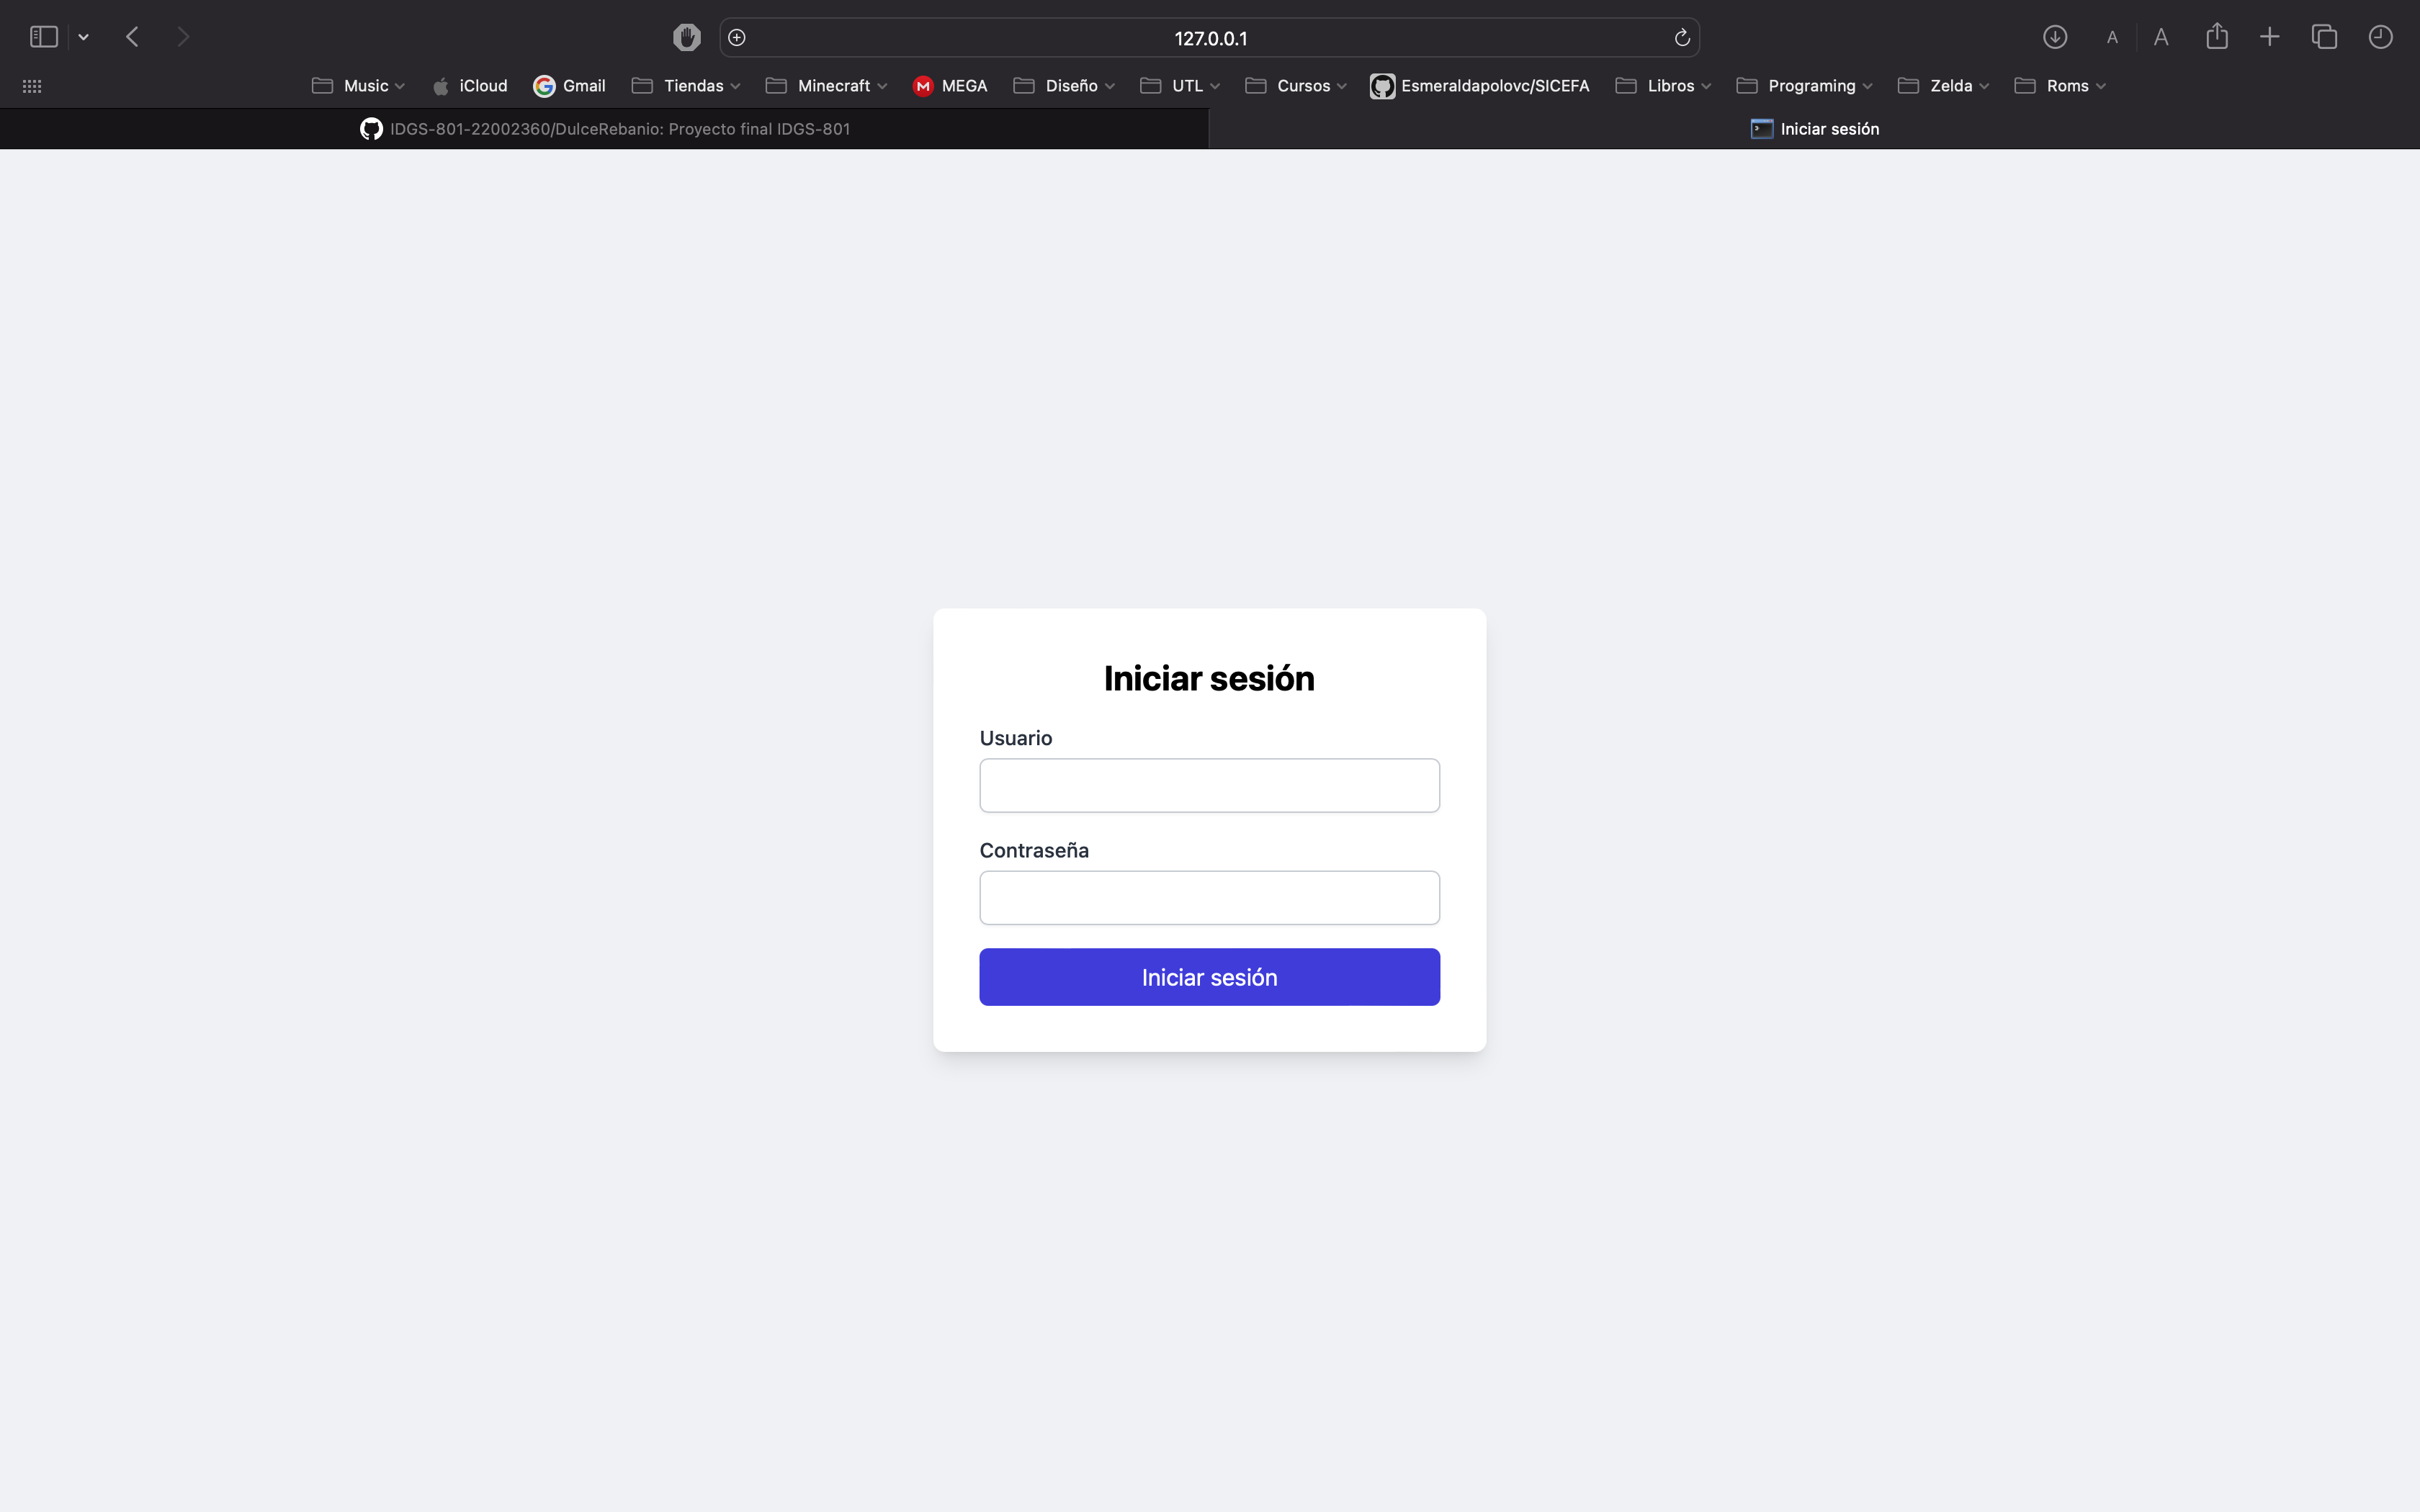 127.0.0.1
A A
Music iCloud Gmail Tiendas Minecraft MEGA Diseño UTL Cursos Esmeraldapolovc/SICEFA Libros Programing Zelda Roms
IDGS-801-22002360/DulceRebanio: Proyecto final IDGS-801 Iniciar sesión
Iniciar sesión
Usuario
Contraseña
Iniciar sesión